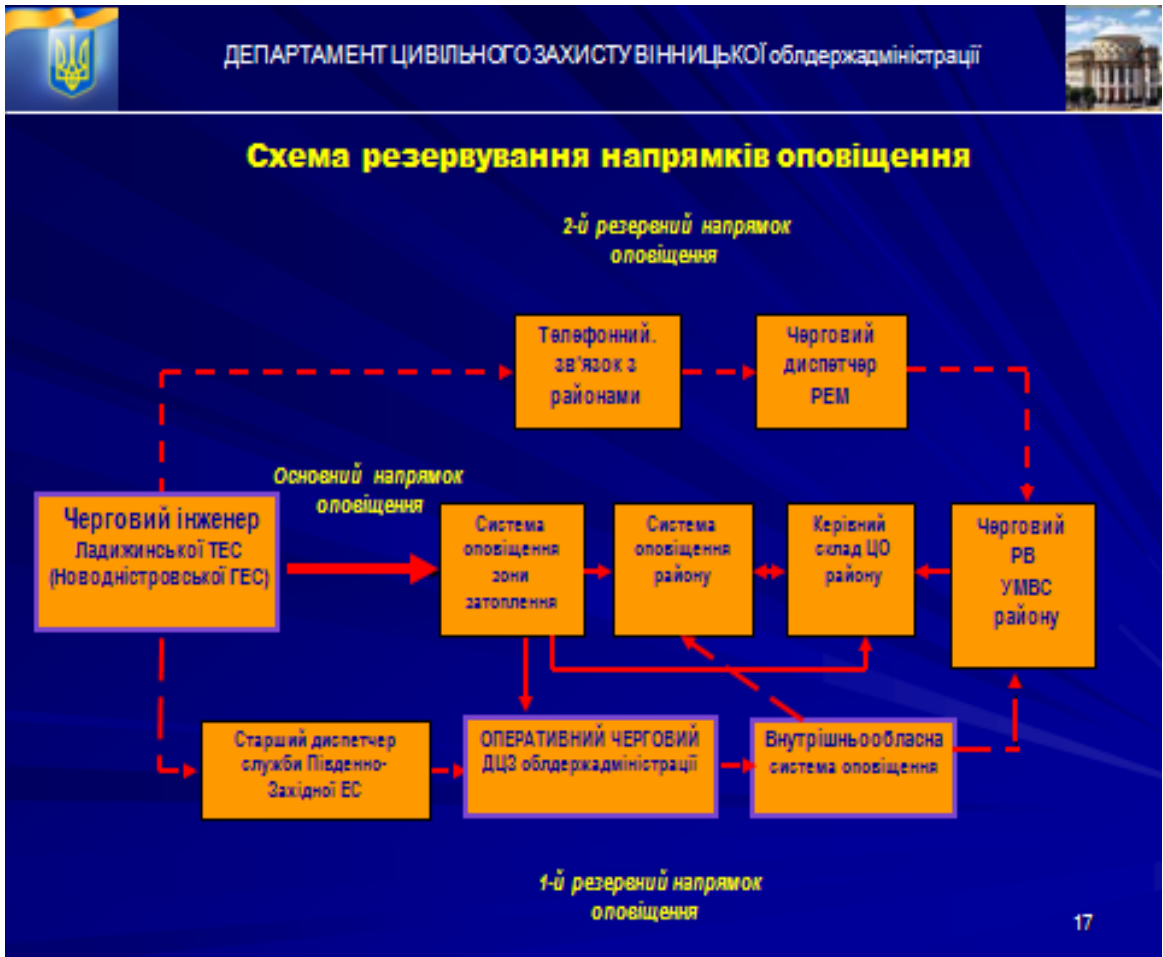 ДЕПАРТАМЕНТ ЦИВІЛЬНОГО ЗАХИСТУ ВІННИЦЬКОЇ облдержадміністрації
Схема резервування напрямків оповіщення
2-й резервний напрямок
оповіщення
Телефонний.
зв'язок з
районами
Черговий
диспетчер
РЕМ
Основний напрямок
оповіщення
Черговий інженер
Ладижинської ТЕС
(Новодністровської ГЕС)
Система
оповіщення
зони
затоплення
Система
оповіщення
району
Керівний
склад ЦО
району
Черговий
РВ
УМВС
району
Старший диспетчер
служби Південно-
Західної ЕС
ОПЕРАТИВНИЙ ЧЕРГОВИЙ
ДЦЗ облдержадміністрації
Внутрішньообласна
система оповіщення
1-й резервний напрямок
оповіщення
17